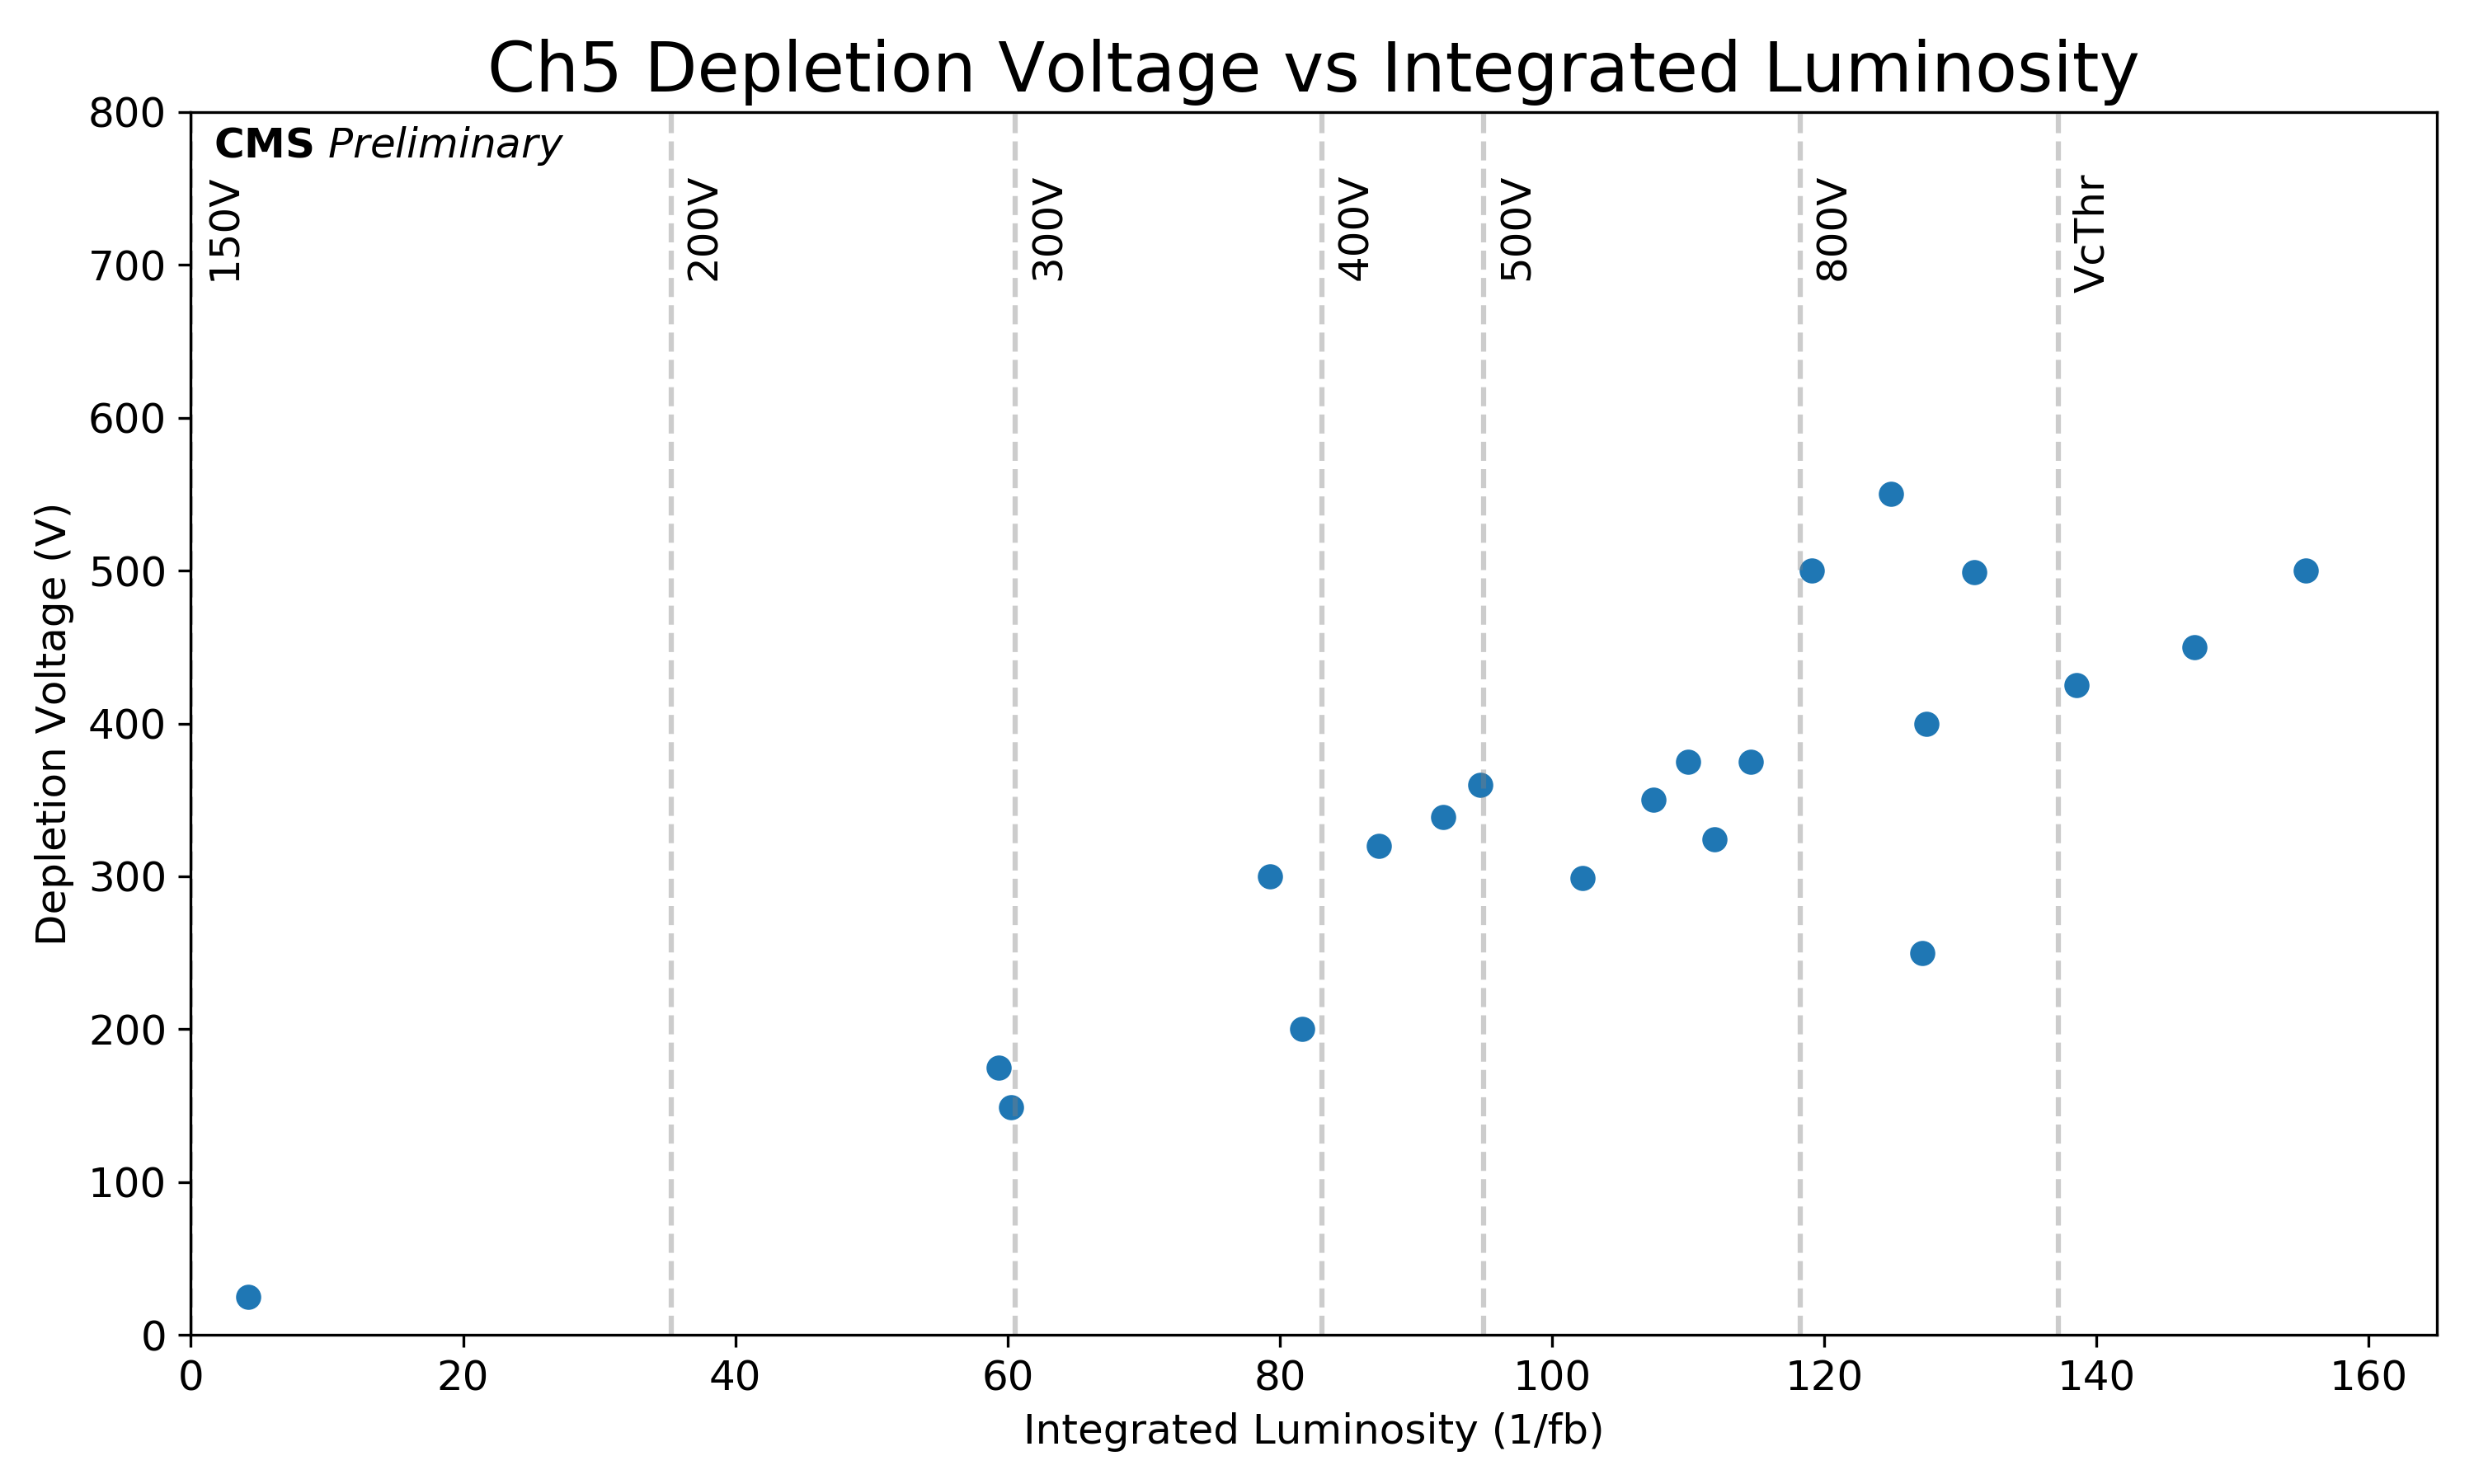 Ch5 Depletion Voltage vs Integrated Luminosity
CMS Preliminary
150V
200V
300V
400V
500V
800V
VcThr
Depletion Voltage (V)
800
700
600
500
400
300
200
100
0
0 20 40 60 80 100 120 140 160
Integrated Luminosity (1/fb)